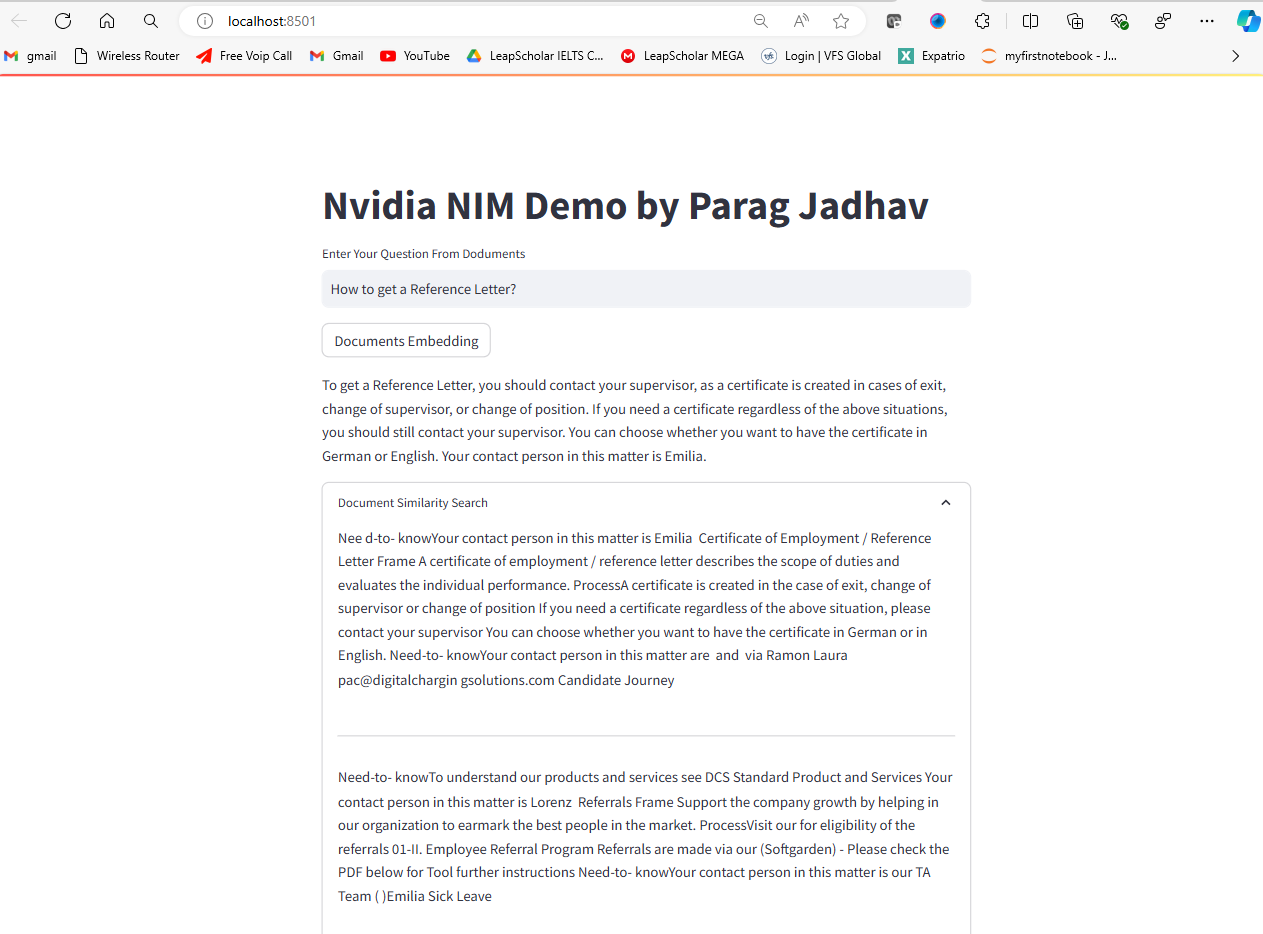 localhost:8501
gmail Wireless Router Free Voip Call Gmail YouTube LeapScholar IELTS C... LeapScholar MEGA Login | VFS Global Expatrio myfirstnotebook - J...
Nvidia NIM Demo by Parag Jadhav
Enter Your Question From Doduments
How to get a Reference Letter?
Documents Embedding
To get a Reference Letter, you should contact your supervisor, as a certificate is created in cases of exit,
change of supervisor, or change of position. If you need a certificate regardless of the above situations,
you should still contact your supervisor. You can choose whether you want to have the certificate in
German or English. Your contact person in this matter is Emilia.
Document Similarity Search
Nee d-to- knowYour contact person in this matter is Emilia  Certificate of Employment / Reference
Letter Frame A certificate of employment / reference letter describes the scope of duties and
evaluates the individual performance. ProcessA certificate is created in the case of exit, change of
supervisor or change of position If you need a certificate regardless of the above situation, please
contact your supervisor You can choose whether you want to have the certificate in German or in
English. Need-to- knowYour contact person in this matter are  and  via Ramon Laura
pac@digitalchargin gsolutions.com Candidate Journey
Need-to- knowTo understand our products and services see DCS Standard Product and Services Your
contact person in this matter is Lorenz  Referrals Frame Support the company growth by helping in
our organization to earmark the best people in the market. ProcessVisit our for eligibility of the
referrals 01-II. Employee Referral Program Referrals are made via our (Softgarden) - Please check the
PDF below for Tool further instructions Need-to- knowYour contact person in this matter is our TA
Team ( )Emilia Sick Leave